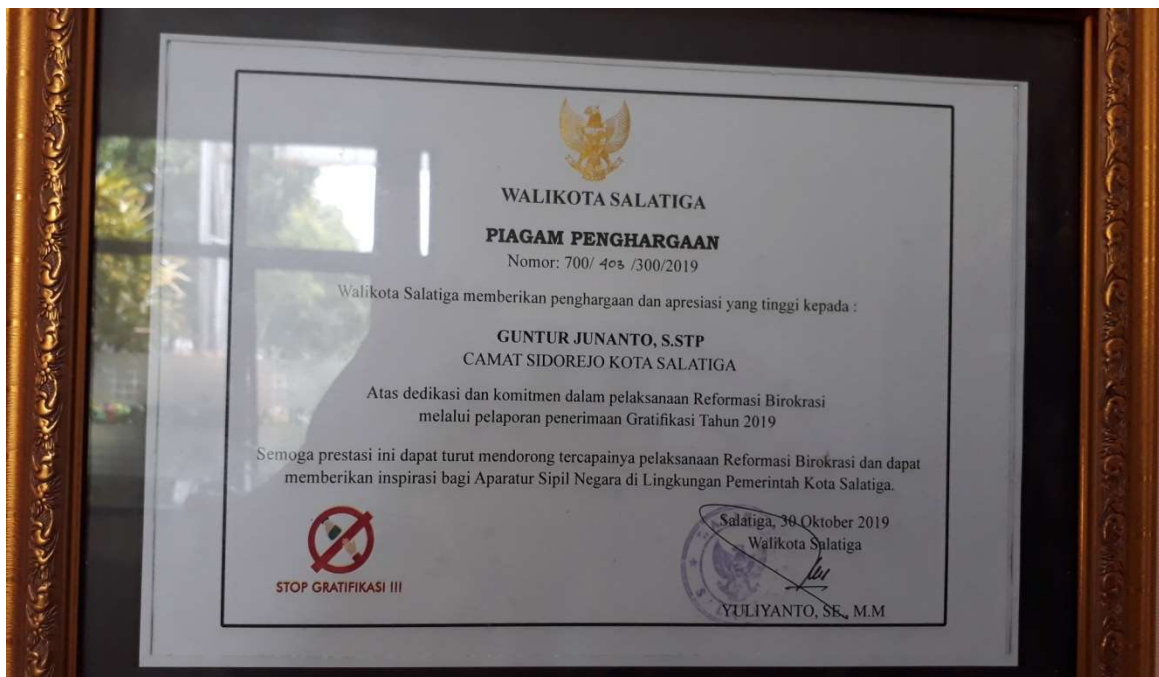 WALIKOTA SALATIGA
PIAGAM PENGHARGAAN
Nomor: 700/ 403 /300/2019
Walikota Salatiga memberikan penghargaan dan apresiasi yang tinggi kepada :
GUNTUR JUNANTO, S.STP
CAMAT SIDOREJO KOTA SALATIGA
Atas dedikasi dan komitmen dalam pelaksanaan Reformasi Birokrasi
melalui pelaporan penerimaan Gratifikasi Tahun 2019
Semoga prestasi ini dapat turut mendorong tercapainya pelaksanaan Reformasi Birokrasi dan dapat
memberikan inspirasi bagi Aparatur Sipil Negara di Lingkungan Pemerintah Kota Salatiga.
Salatiga, 30 Oktober 2019
Walikota Salatiga
YULIYANTO, SE., M.M
STOP GRATIFIKASI !!!